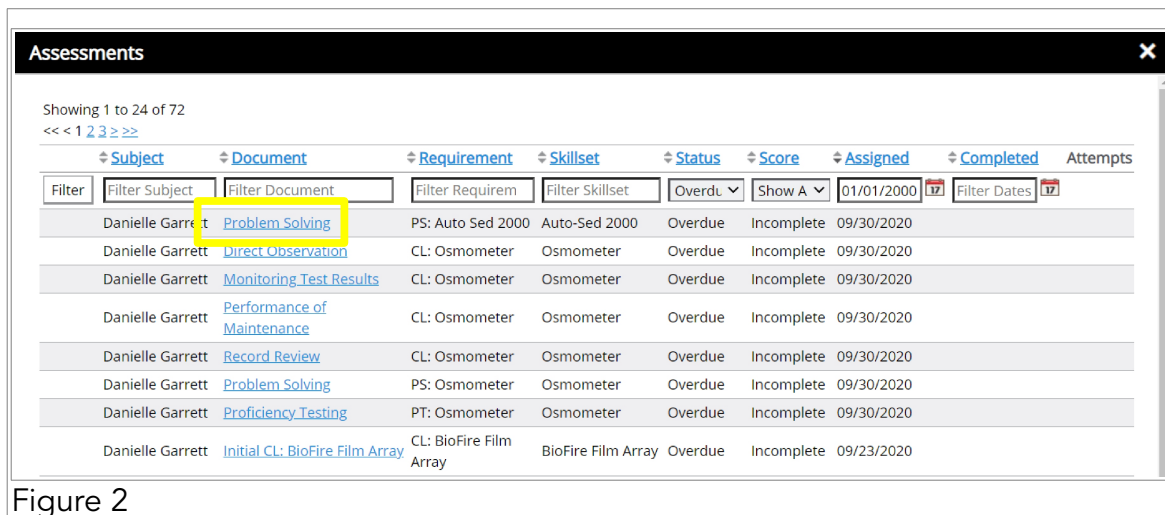 Assessments ×
Showing 1 to 24 of 72
<< < 1 2 3 > >>
Subject Document Requirement Skillset Status Score Assigned Completed Attempts
Filter Filter Subject Filter Document Filter Requirem Filter Skillset Overdu Show A 01/01/2000 17 Filter Dates 17
Danielle Garrett Problem Solving PS: Auto Sed 2000 Auto-Sed 2000 Overdue Incomplete 09/30/2020
Danielle Garrett Direct Observation CL: Osmometer Osmometer Overdue Incomplete 09/30/2020
Danielle Garrett Monitoring Test Results CL: Osmometer Osmometer Overdue Incomplete 09/30/2020
Danielle Garrett Performance of
Maintenance CL: Osmometer Osmometer Overdue Incomplete 09/30/2020
Danielle Garrett Record Review CL: Osmometer Osmometer Overdue Incomplete 09/30/2020
Danielle Garrett Problem Solving PS: Osmometer Osmometer Overdue Incomplete 09/30/2020
Danielle Garrett Proficiency Testing PT: Osmometer Osmometer Overdue Incomplete 09/30/2020
Danielle Garrett Initial CL: BioFire Film Array CL: BioFire Film
Array BioFire Film Array Overdue Incomplete 09/23/2020
Figure 2